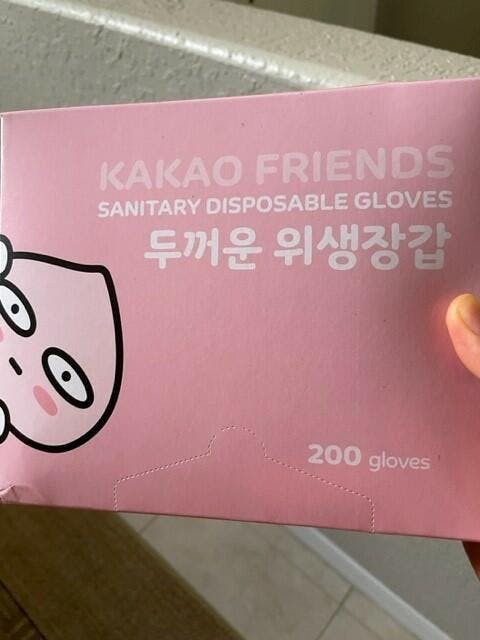 KAKAO FRIENDS
SANITARY DISPOSABLE GLOVES
두꺼운 위생장갑
200 gloves